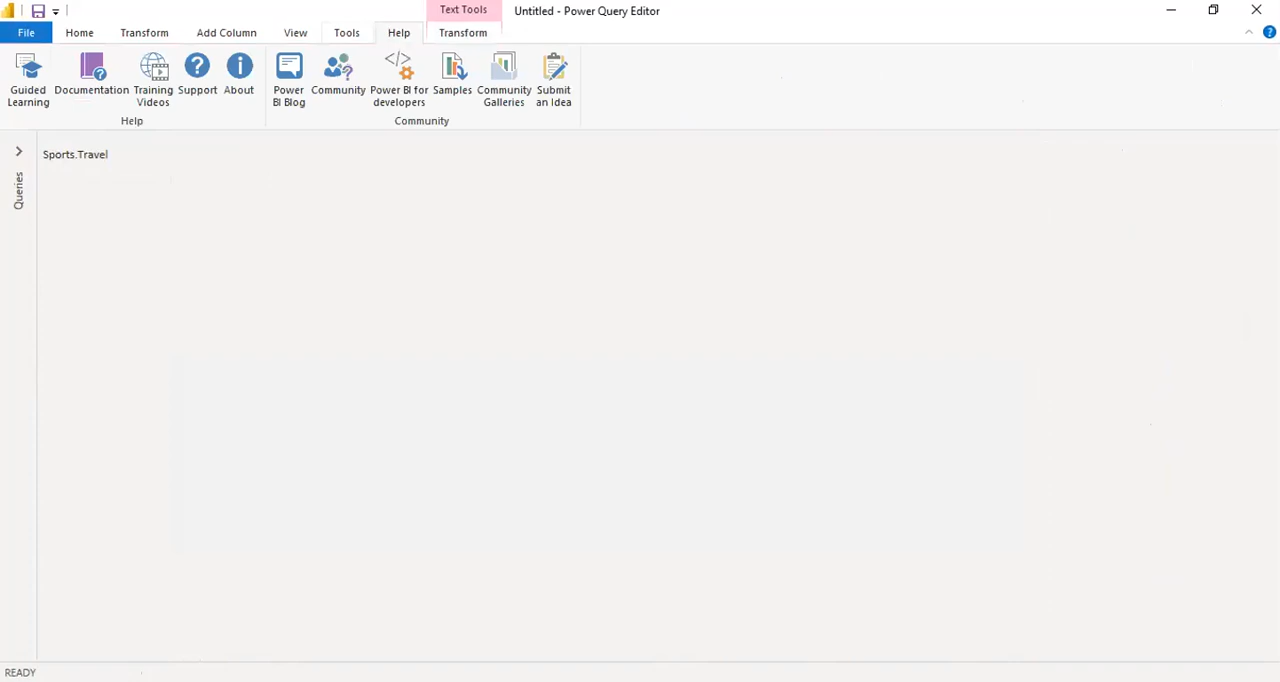 Text Tools
Untitled - Power Query Editor
File
Home
Transform
Add Column
View
Tools
Help
Transform
Guided
Learning
Documentation
Training
Videos
Support
About
Help
Power
BI Blog
Community
Power BI for
developers
Samples
Community
Galleries
Submit
an Idea
Community
Queries
Sports.Travel
READY